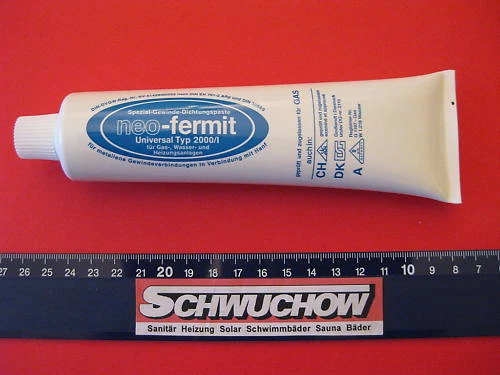 Spezial-Gewinde-Dichtungspaste
neo-fermit
Universal Typ 2000/I
für Gas-, Wasser- und
Heizungsanlagen
für metallene Gewindeverbindungen in Verbindung mit Hanf
geprüft und zugelassen für GAS
auch in:
CH
DK
A
27 26 25 24 23 22 21 20 19 18 17 16 15 14 13 12 11 10 9 8 7
SCHWUCHOW
Sanitär Heizung Solar Schwimmbäder Sauna Bäder